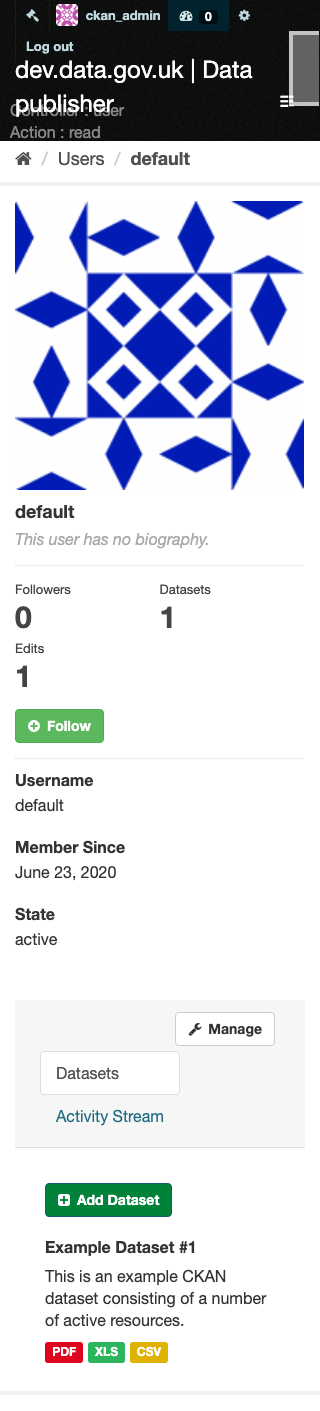 ckan_admin 0
Log out
dev.data.gov.uk | Data
publisher
Controller : user
Action : read
/ Users / default
default
This user has no biography.
Followers Datasets
0 1
Edits
1
Follow
Username
default
Member Since
June 23, 2020
State
active
Manage
Datasets
Activity Stream
Add Dataset
Example Dataset #1
This is an example CKAN
dataset consisting of a number
of active resources.
PDF XLS CSV